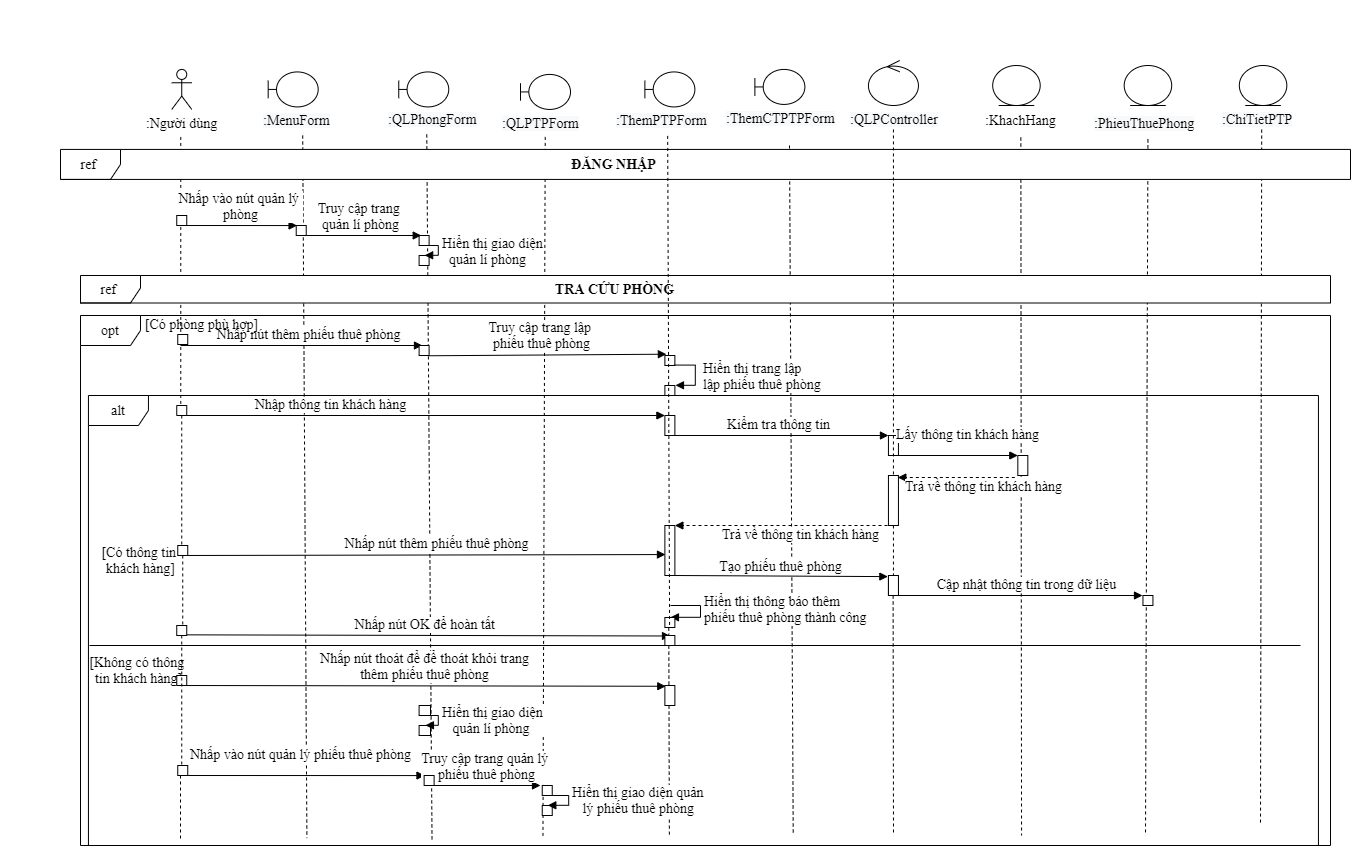 :Người dùng
:MenuForm
:QLPhongForm
:QLPTPForm
:ThemPTPForm
:ThemCTPTPForm
:QLPController
:KhachHang
:PhieuThuePhong
:ChiTietPTP
ref
ĐĂNG NHẬP
Nhấp vào nút quản lý
phòng
Truy cập trang
quản lí phòng
Hiển thị giao diện
quản lí phòng
ref
TRA CỨU PHÒNG
opt
[Có phòng phù hợp]
Nhấp nút thêm phiếu thuê phòng
Truy cập trang lập
phiếu thuê phòng
Hiển thị trang lập
lập phiếu thuê phòng
alt
Nhập thông tin khách hàng
Kiểm tra thông tin
Lấy thông tin khách hàng
Trả về thông tin khách hàng
Trả về thông tin khách hàng
[Có thông tin
khách hàng]
Nhấp nút thêm phiếu thuê phòng
Tạo phiếu thuê phòng
Cập nhật thông tin trong dữ liệu
Hiển thị thông báo thêm
phiếu thuê phòng thành công
Nhấp nút OK để hoàn tất
[Không có thông
tin khách hàng]
Nhấp nút thoát để để thoát khỏi trang
thêm phiếu thuê phòng
Hiển thị giao diện
quản lí phòng
Nhấp vào nút quản lý phiếu thuê phòng
Truy cập trang quản lý
phiếu thuê phòng
Hiển thị giao diện quản
lý phiếu thuê phòng